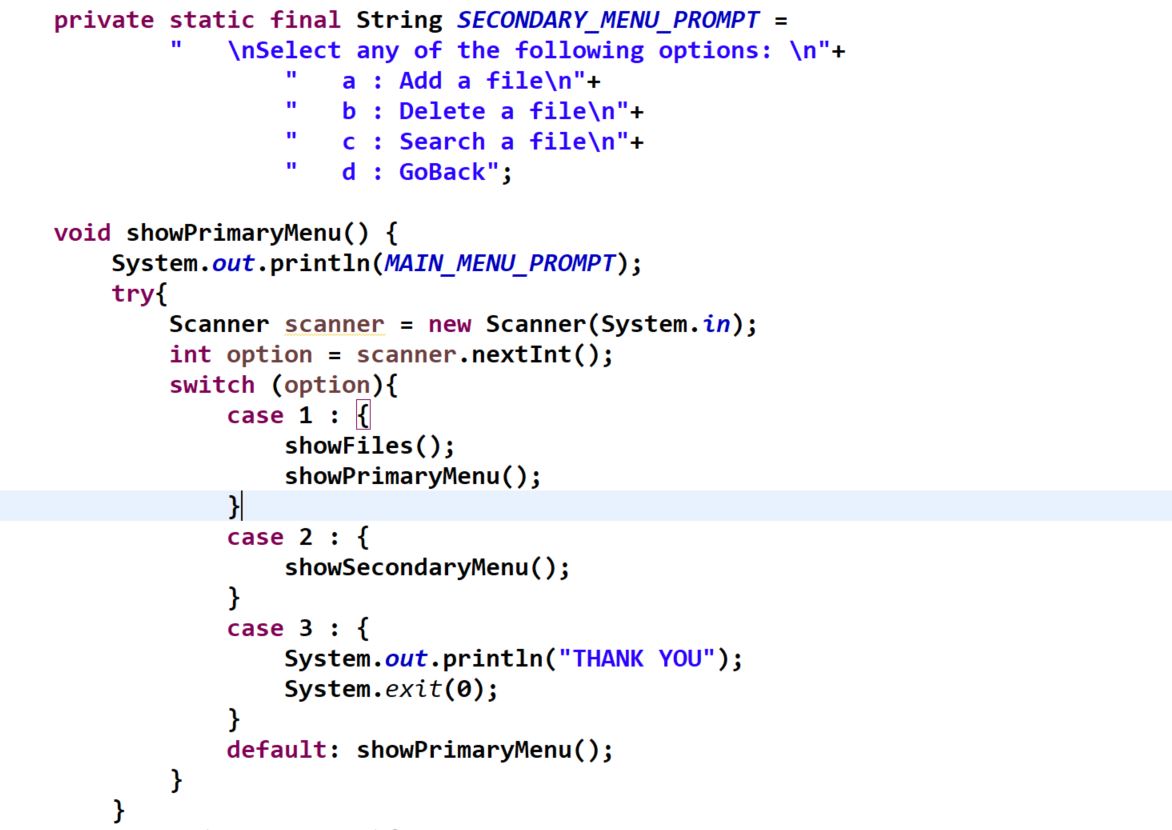 private static final String SECONDARY_MENU_PROMPT =
"   \nSelect any of the following options: \n"+
"   a : Add a file\n"+
"   b : Delete a file\n"+
"   c : Search a file\n"+
"   d : GoBack";
void showPrimaryMenu() {
System.out.println(MAIN_MENU_PROMPT);
try{
Scanner scanner = new Scanner(System.in);
int option = scanner.nextInt();
switch (option){
case 1 : {
showFiles();
showPrimaryMenu();
}
case 2 : {
showSecondaryMenu();
}
case 3 : {
System.out.println("THANK YOU");
System.exit(0);
}
default: showPrimaryMenu();
}
}